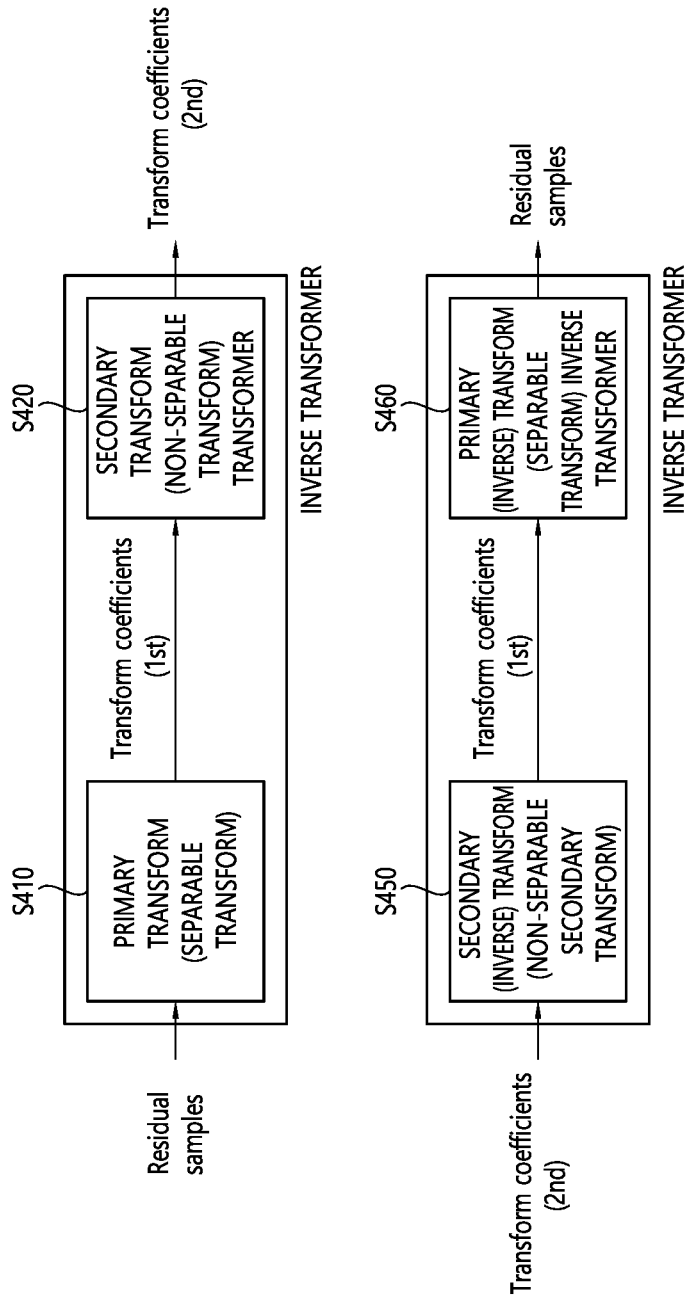 S410
S420
Residual
samples
PRIMARY
TRANSFORM
(SEPARABLE
TRANSFORM)
Transform coefficients
(1st)
SECONDARY
TRANSFORM
(NON-SEPARABLE
TRANSFORM)
TRANSFORMER
Transform coefficients
(2nd)
INVERSE TRANSFORMER
S450
S460
Transform coefficients
(2nd)
SECONDARY
(INVERSE) TRANSFORM
(NON-SEPARABLE
SECONDARY
TRANSFORM)
Transform coefficients
(1st)
PRIMARY
(INVERSE) TRANSFORM
(SEPARABLE
TRANSFORM) INVERSE
TRANSFORMER
Residual
samples
INVERSE TRANSFORMER